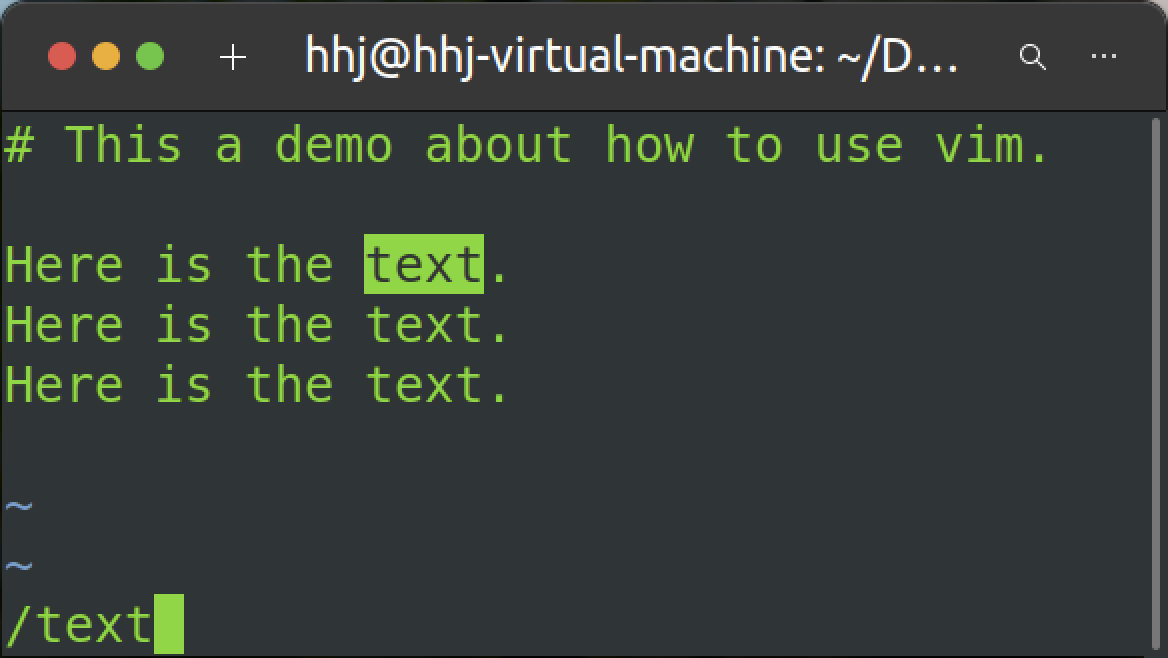 hhj@hhj-virtual-machine: ~/D...
# This a demo about how to use vim.
Here is the text.
Here is the text.
Here is the text.
~
~
/text